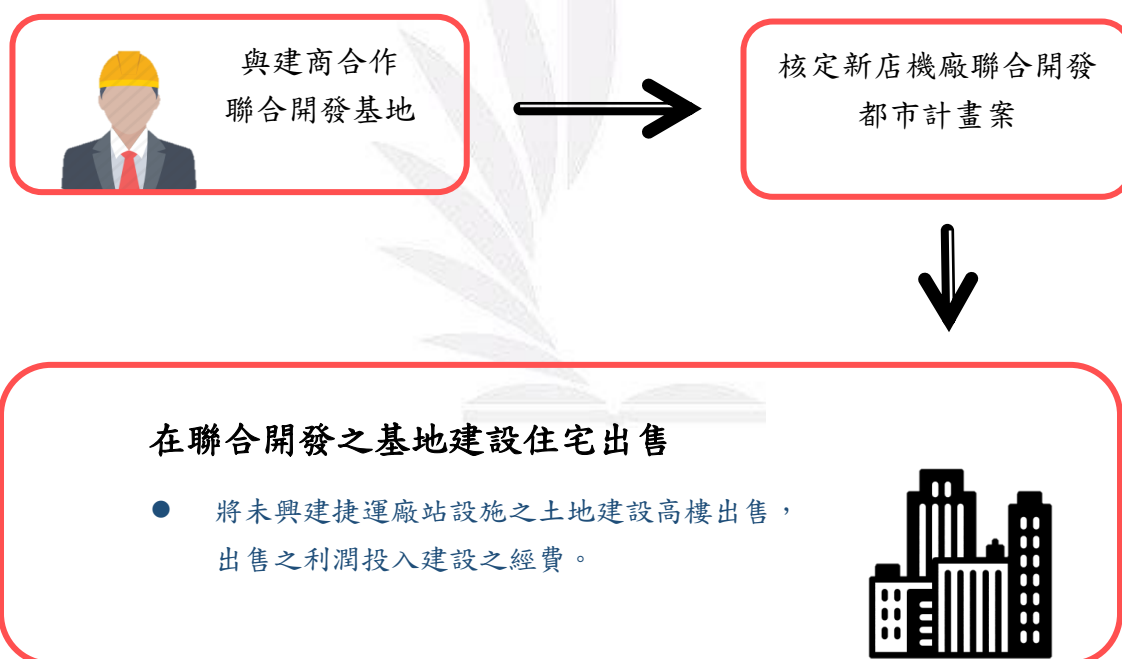 與建商合作
聯合開發基地
核定新店機廠聯合開發
都市計畫案
在聯合開發之基地建設住宅出售
● 將未興建捷運廠站設施之土地建設高樓出售，
出售之利潤投入建設之經費。